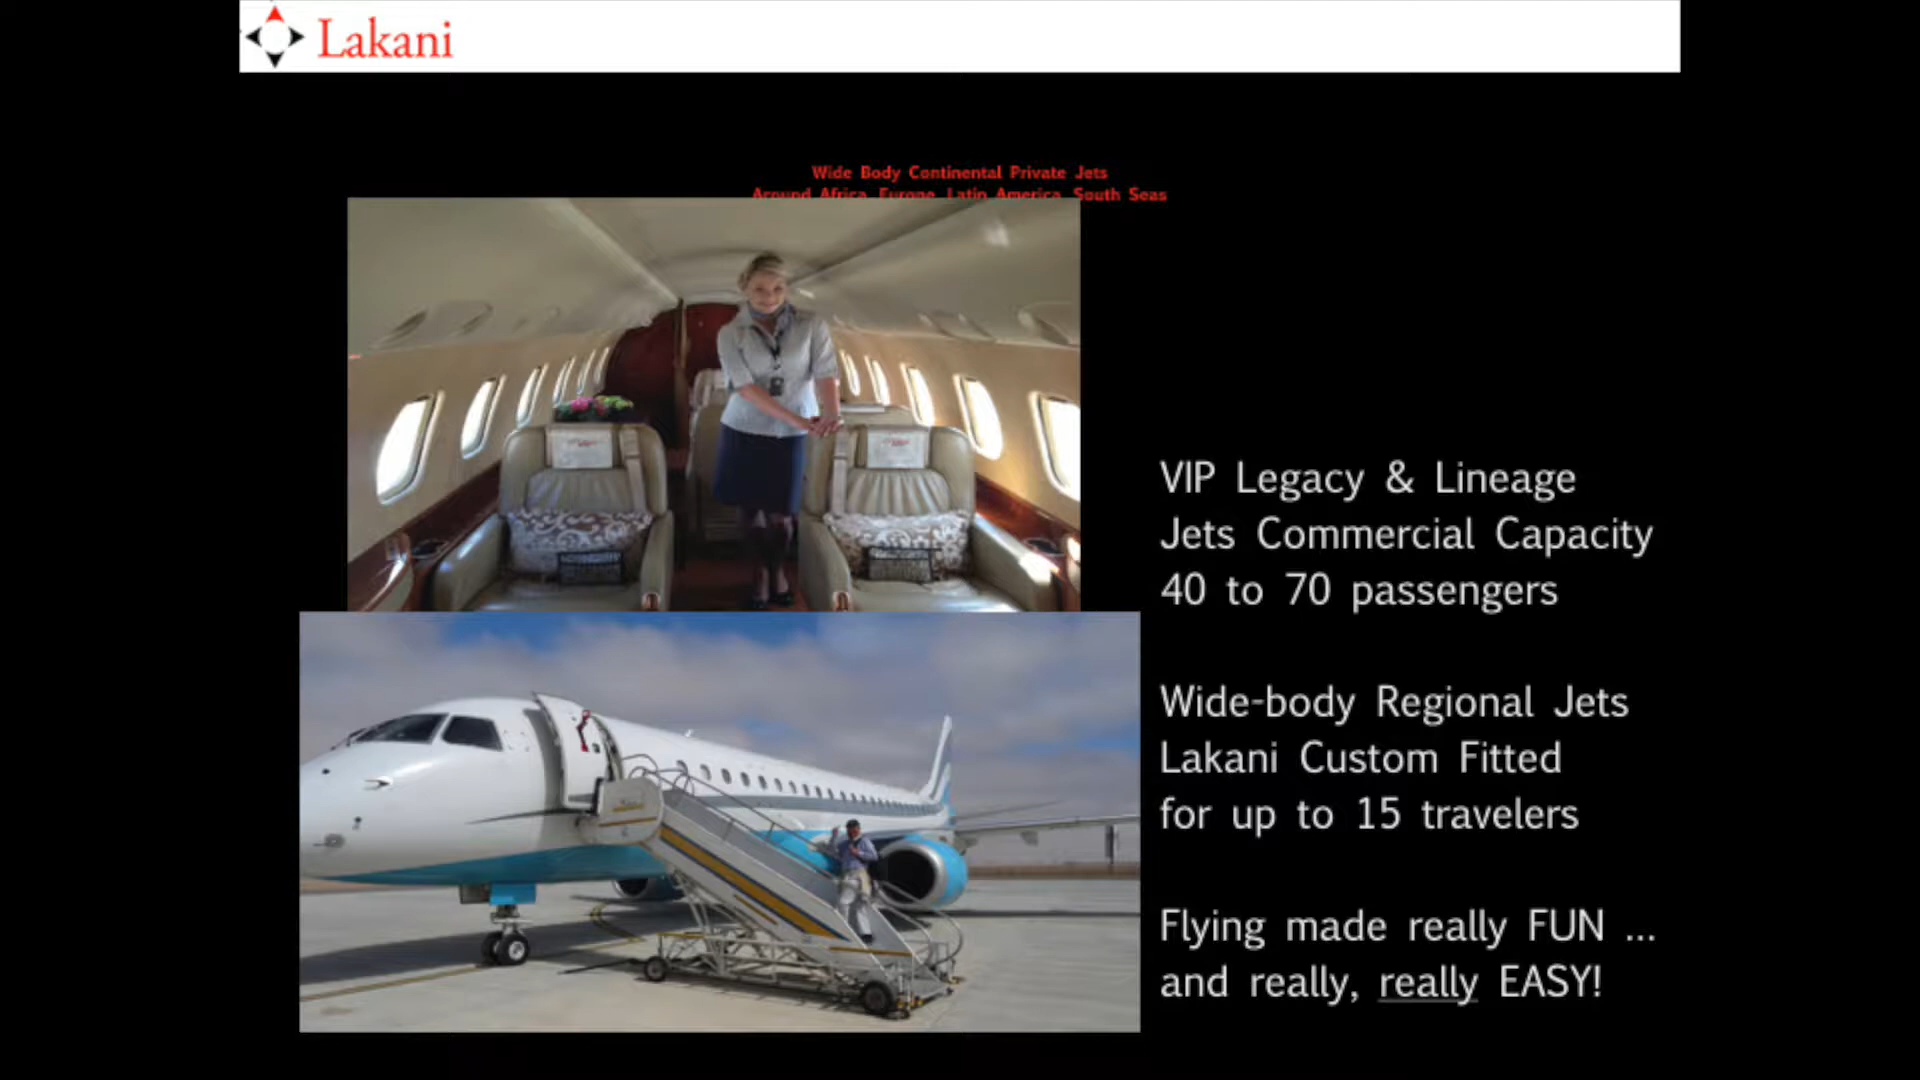 Lakani
Wide Body Continental Private Jets
Around Africa, Europe, Latin America, South Seas
VIP Legacy & Lineage
Jets Commercial Capacity
40 to 70 passengers
Wide-body Regional Jets
Lakani Custom Fitted
for up to 15 travelers
Flying made really FUN ...
and really, really EASY!